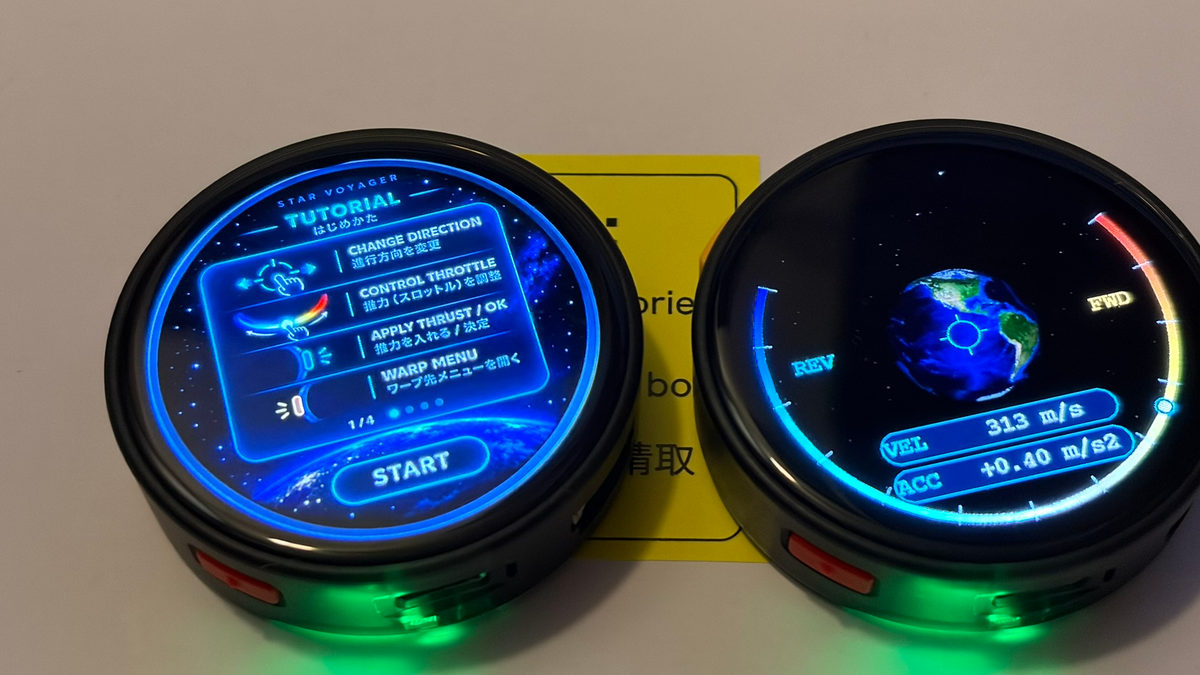 STAR VOYAGER
TUTORIAL
はじめかた
CHANGE DIRECTION
進行方向を変更
CONTROL THROTTLE
推力(スロットル)を調整
APPLY THRUST / OK
推力を入れる / 決定
WARP MENU
ワープ先メニューを開く
1/4
START
orie
bo
取
REV
FWD
VEL 313 m/s
ACC +0.40 m/s2